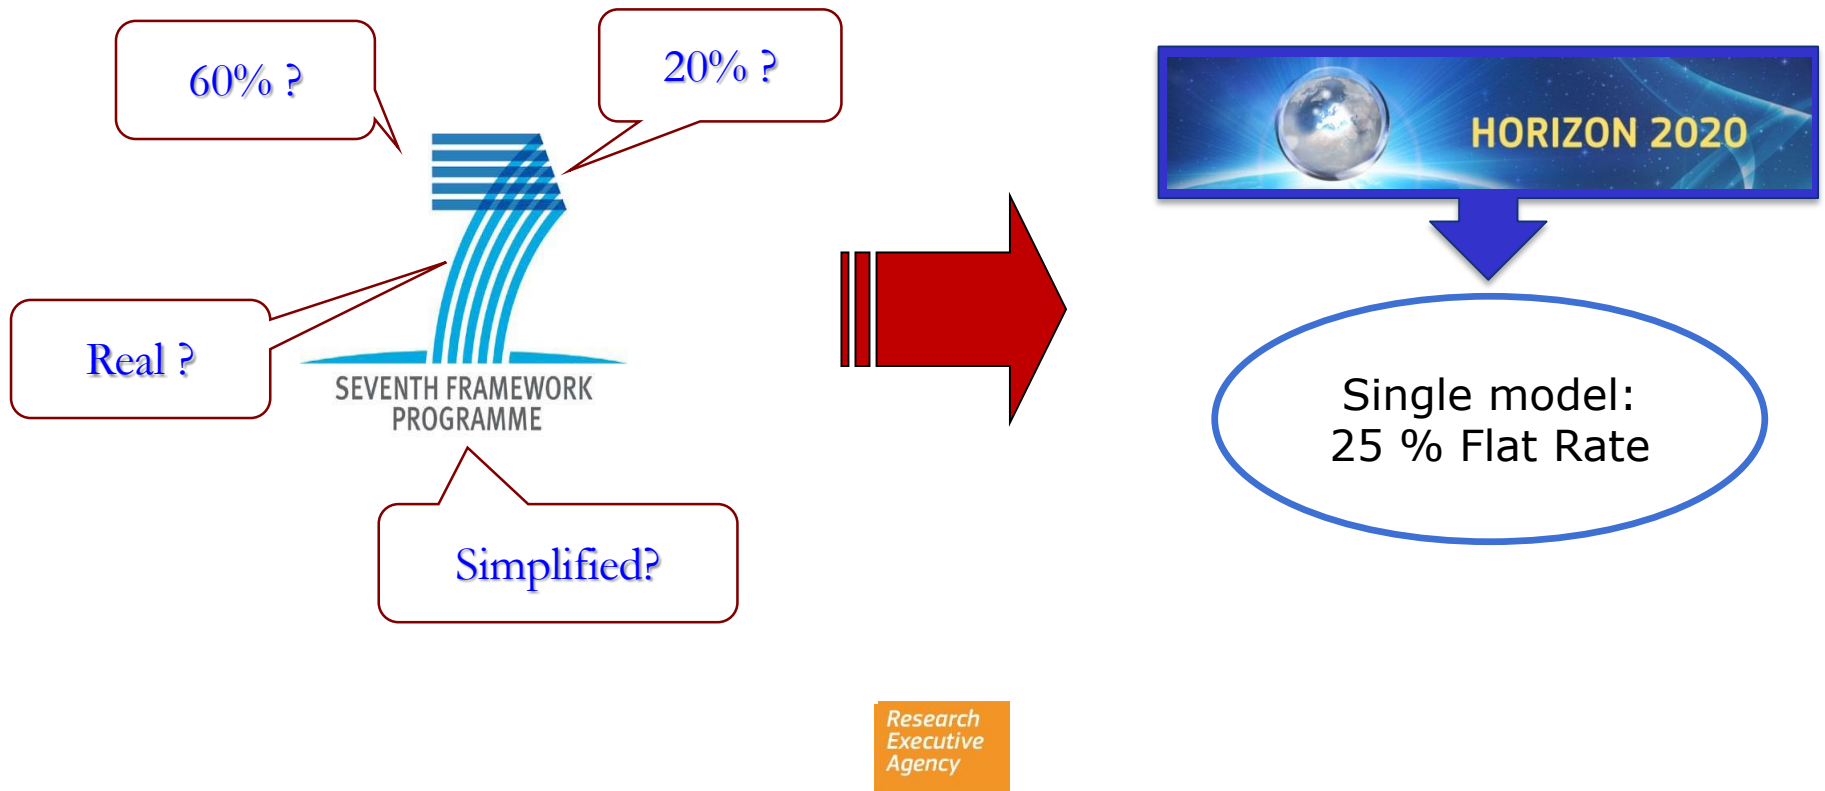 60% ?
20% ?
Real ?
SEVENTH FRAMEWORK
PROGRAMME
Simplified?
HORIZON 2020
Single model:
25 % Flat Rate
Research
Executive
Agency